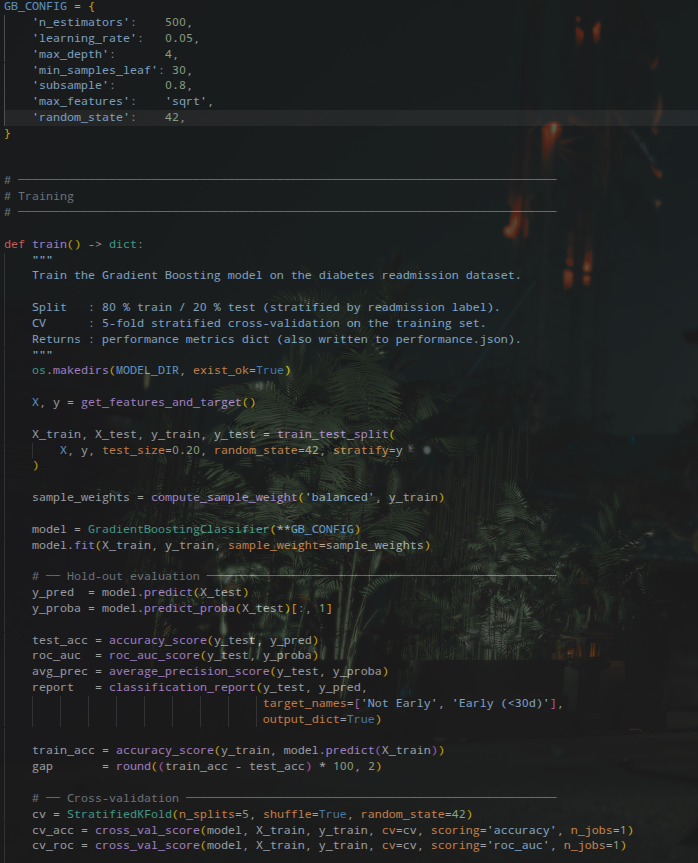 GB_CONFIG = {
    'n_estimators':    500,
    'learning_rate':   0.05,
    'max_depth':       4,
    'min_samples_leaf': 30,
    'subsample':       0.8,
    'max_features':    'sqrt',
    'random_state':    42,
}
# ─────────────────────────────────────────────────────────────────────────────
# Training
# ─────────────────────────────────────────────────────────────────────────────
def train() -> dict:
    """
    Train the Gradient Boosting model on the diabetes readmission dataset.
    Split   : 80 % train / 20 % test (stratified by readmission label).
    CV      : 5-fold stratified cross-validation on the training set.
    Returns : performance metrics dict (also written to performance.json).
    """
    os.makedirs(MODEL_DIR, exist_ok=True)
    X, y = get_features_and_target()
    X_train, X_test, y_train, y_test = train_test_split(
        X, y, test_size=0.20, random_state=42, stratify=y
    )
    sample_weights = compute_sample_weight('balanced', y_train)
    model = GradientBoostingClassifier(**GB_CONFIG)
    model.fit(X_train, y_train, sample_weight=sample_weights)
    # ── Hold-out evaluation ──────────────────────────────────────────────────
    y_pred  = model.predict(X_test)
    y_proba = model.predict_proba(X_test)[:, 1]
    test_acc = accuracy_score(y_test, y_pred)
    roc_auc  = roc_auc_score(y_test, y_proba)
    avg_prec = average_precision_score(y_test, y_proba)
    report   = classification_report(y_test, y_pred,
                                     target_names=['Not Early', 'Early (<30d)'],
                                     output_dict=True)
    train_acc = accuracy_score(y_train, model.predict(X_train))
    gap       = round((train_acc - test_acc) * 100, 2)
    # ── Cross-validation ─────────────────────────────────────────────────────
    cv = StratifiedKFold(n_splits=5, shuffle=True, random_state=42)
    cv_acc = cross_val_score(model, X_train, y_train, cv=cv, scoring='accuracy', n_jobs=1)
    cv_roc = cross_val_score(model, X_train, y_train, cv=cv, scoring='roc_auc', n_jobs=1)